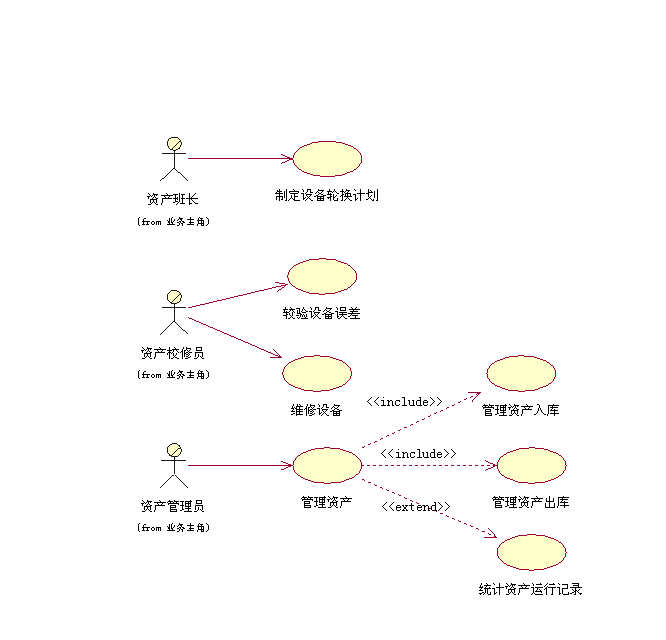 资产班长
(from 业务主角)
制定设备轮换计划
较验设备误差
资产校修员
(from 业务主角)
维修设备
<<include>>
管理资产入库
<<include>>
资产管理员
(from 业务主角)
管理资产
管理资产出库
<<extend>>
统计资产运行记录